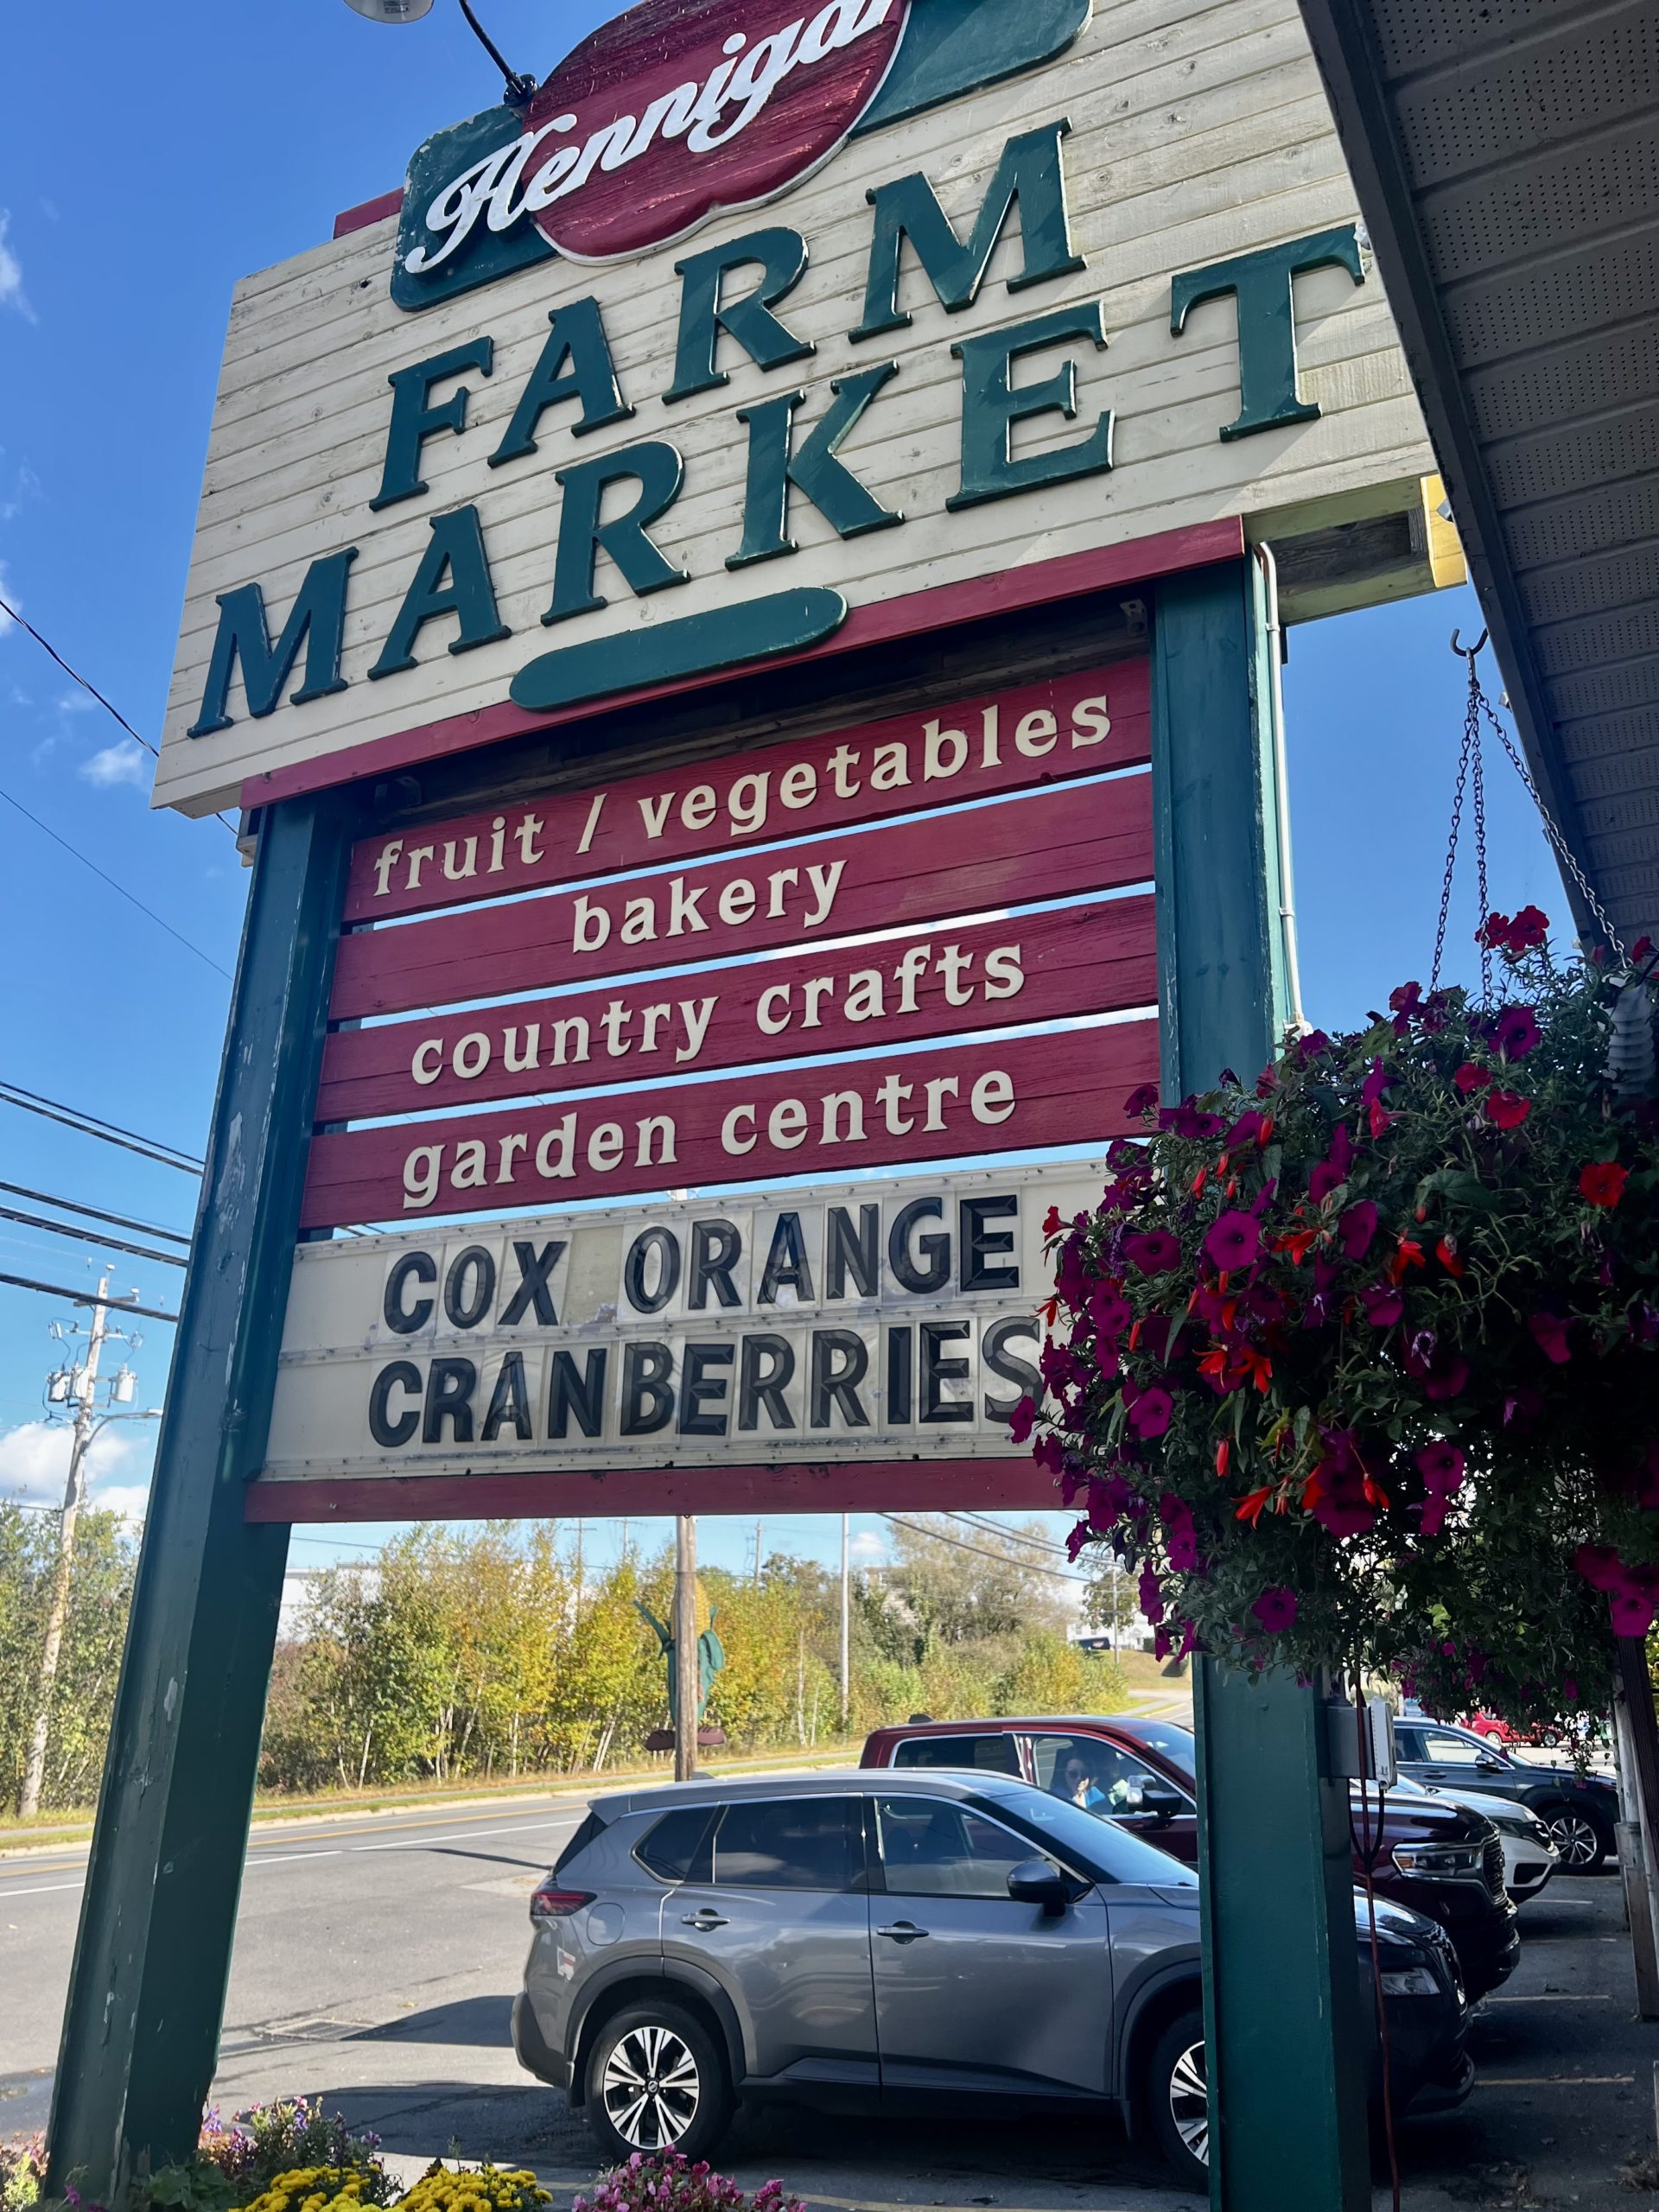 Hennigar
FARM
MARKET
fruit / vegetables
bakery
country crafts
garden centre
COX ORANGE
CRANBERRIES